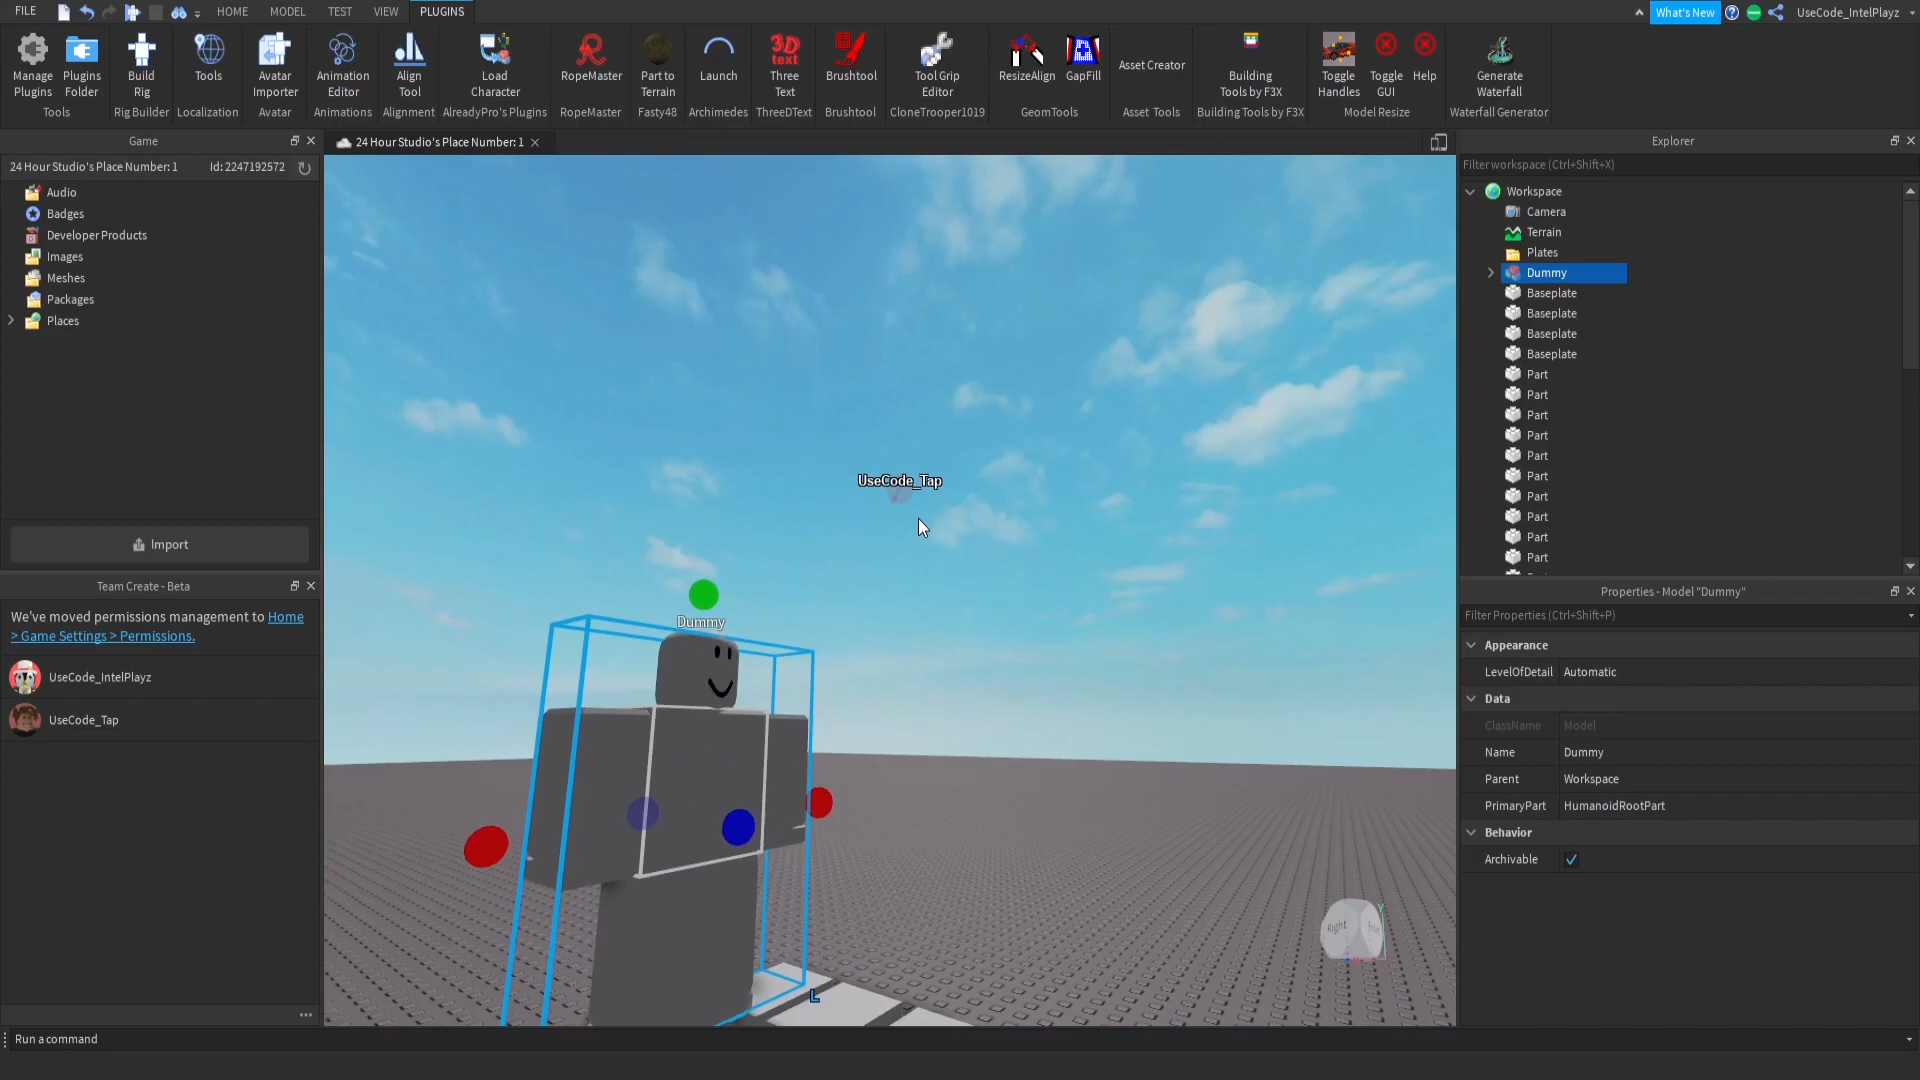 FILE
HOME
MODEL
TEST
VIEW
PLUGINS
What's New
UseCode_IntelPlayz
Manage Plugins
Plugins Folder
Build Rig
Tools
Avatar Importer
Animation Editor
Align Tool
Load Character
RopeMaster
Part to Terrain
Launch
3D text
Three Text
Brushtool
Tool Grip Editor
ResizeAlign
GapFill
Asset Creator
Building Tools by F3X
Toggle Handles
Toggle GUI
Help
Generate Waterfall
Tools
Rig Builder
Localization
Avatar
Animations
Alignment
AlreadyPro's Plugins
RopeMaster
Fasty48
Archimedes
ThreeDText
Brushtool
CloneTrooper1019
GeomTools
Asset Tools
Building Tools by F3X
Model Resize
Waterfall Generator
Game
24 Hour Studio's Place Number: 1
Id: 2247192572
Audio
Badges
Developer Products
Images
Meshes
Packages
Places
Import
Team Create - Beta
We've moved permissions management to Home
> Game Settings > Permissions.
UseCode_IntelPlayz
UseCode_Tap
24 Hour Studio's Place Number: 1
UseCode_Tap
Dummy
L
Right
Y
Explorer
Filter workspace (Ctrl+Shift+X)
Workspace
Camera
Terrain
Plates
Dummy
Baseplate
Baseplate
Baseplate
Baseplate
Part
Part
Part
Part
Part
Part
Part
Part
Part
Part
Properties - Model "Dummy"
Filter Properties (Ctrl+Shift+P)
Appearance
LevelOfDetail Automatic
Data
ClassName Model
Name Dummy
Parent Workspace
PrimaryPart HumanoidRootPart
Behavior
Archivable
Run a command